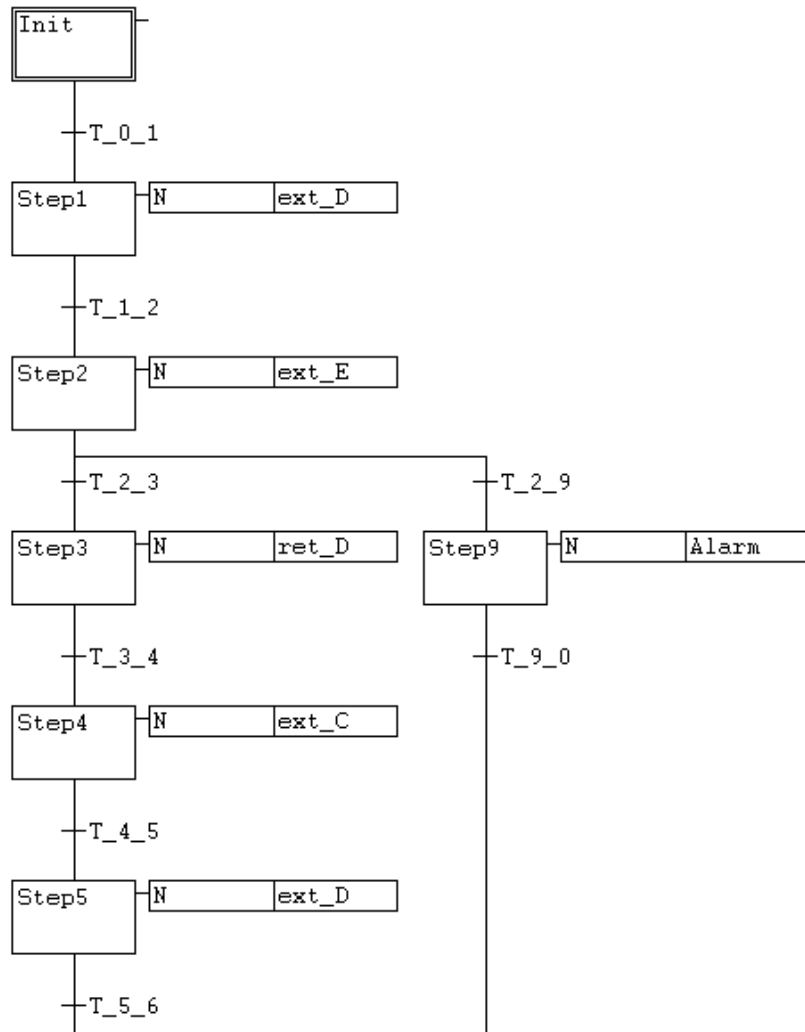 Init
T_0_1
Step1 N ext_D
T_1_2
Step2 N ext_E
T_2_3 T_2_9
Step3 N ret_D Step9 N Alarm
T_3_4 T_9_0
Step4 N ext_C
T_4_5
Step5 N ext_D
T_5_6